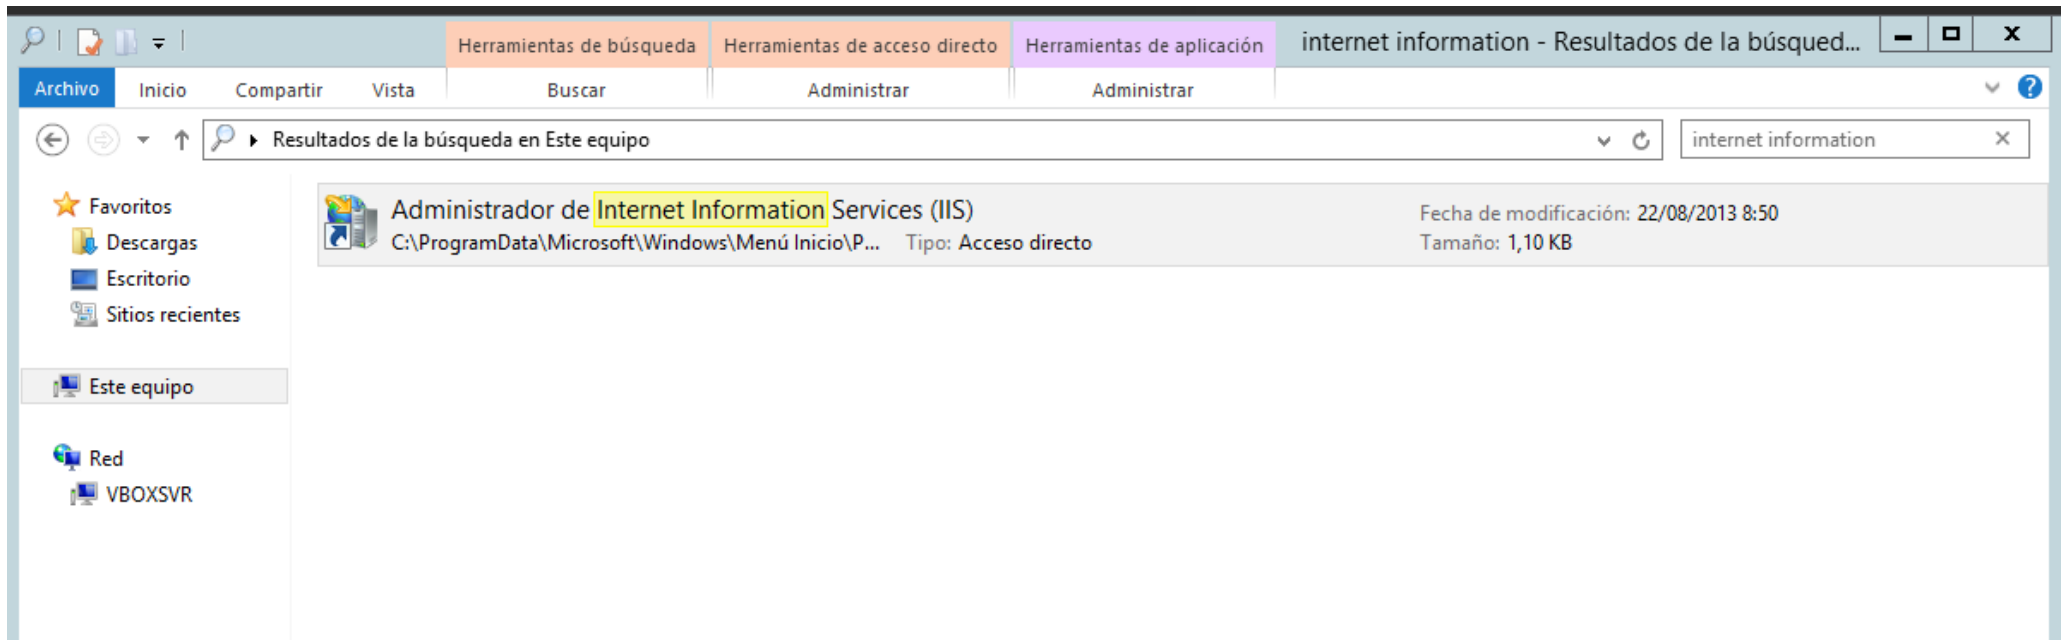 Herramientas de búsqueda Herramientas de acceso directo Herramientas de aplicación internet information - Resultados de la búsqued...
Archivo Inicio Compartir Vista Buscar Administrar Administrar
Resultados de la búsqueda en Este equipo internet information
Favoritos
Descargas
Escritorio
Sitios recientes
Este equipo
Red
VBOXSVR
Administrador de Internet Information Services (IIS)
C:\ProgramData\Microsoft\Windows\Menú Inicio\P... Tipo: Acceso directo
Fecha de modificación: 22/08/2013 8:50
Tamaño: 1,10 KB